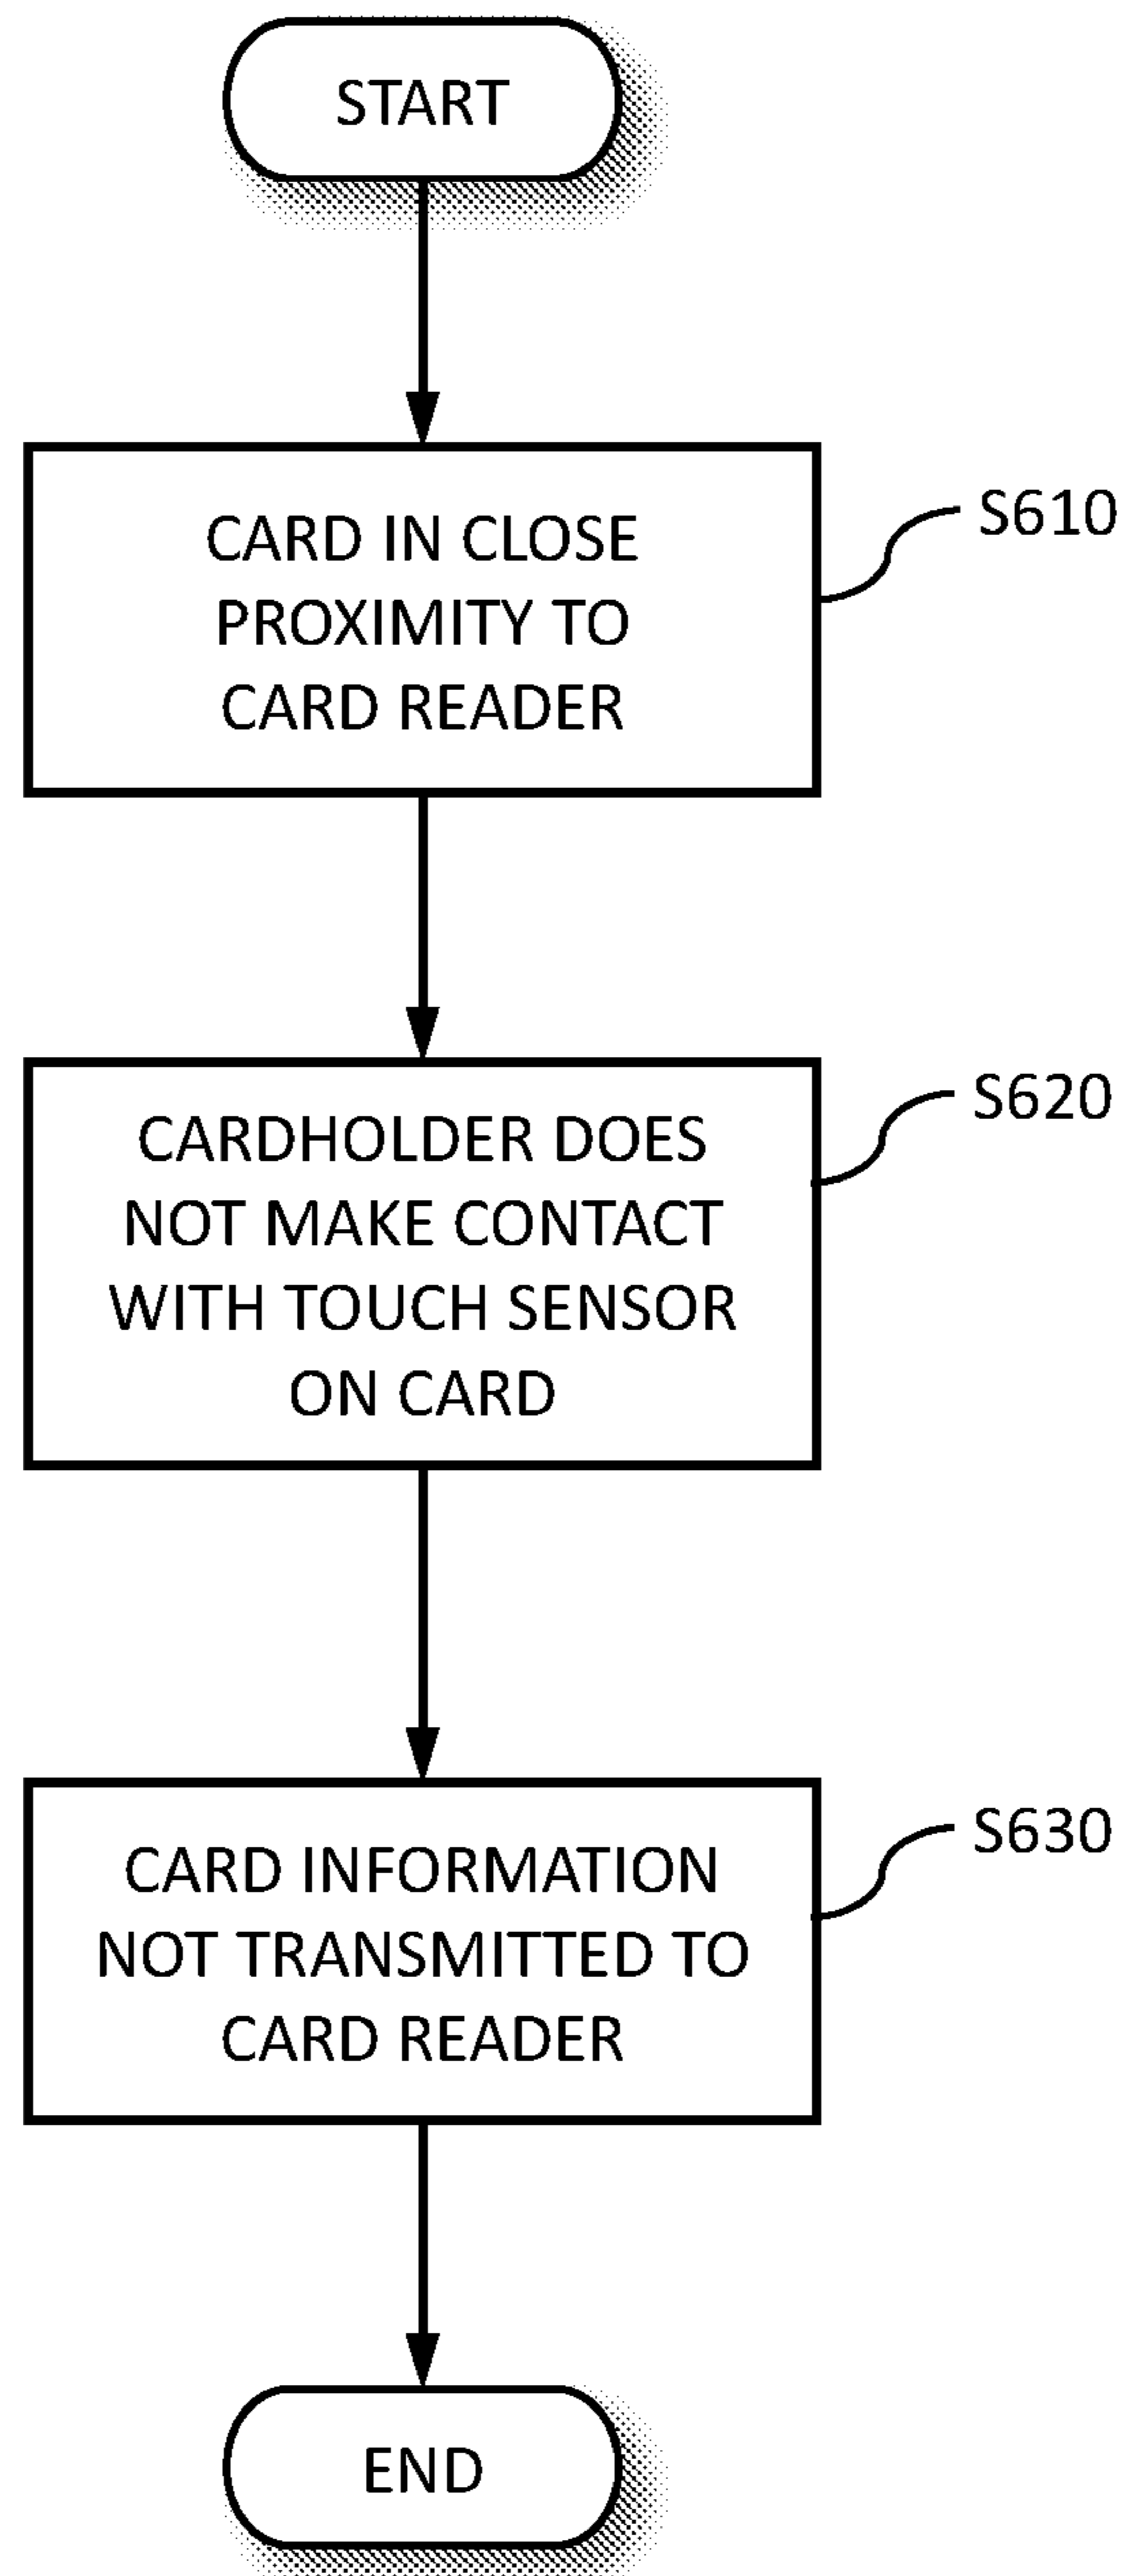 START
CARD IN CLOSE
PROXIMITY TO
CARD READER
S610
CARDHOLDER DOES
NOT MAKE CONTACT
WITH TOUCH SENSOR
ON CARD
S620
CARD INFORMATION
NOT TRANSMITTED TO
CARD READER
S630
END